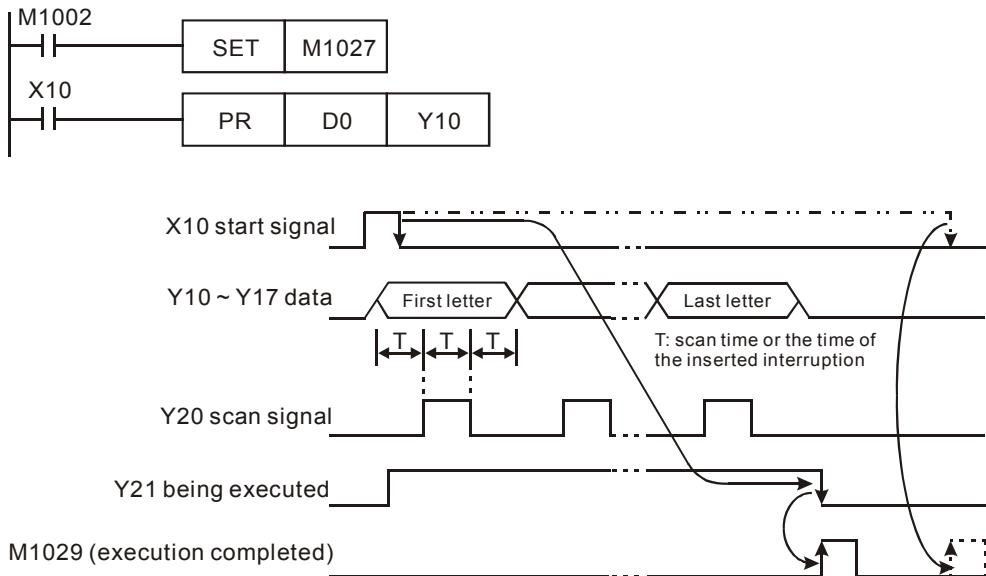 M1002
SET M1027
X10
PR D0 Y10
X10 start signal
Y10 ~ Y17 data
First letter
Last letter
T T T
T: scan time or the time of
the inserted interruption
Y20 scan signal
Y21 being executed
M1029 (execution completed)